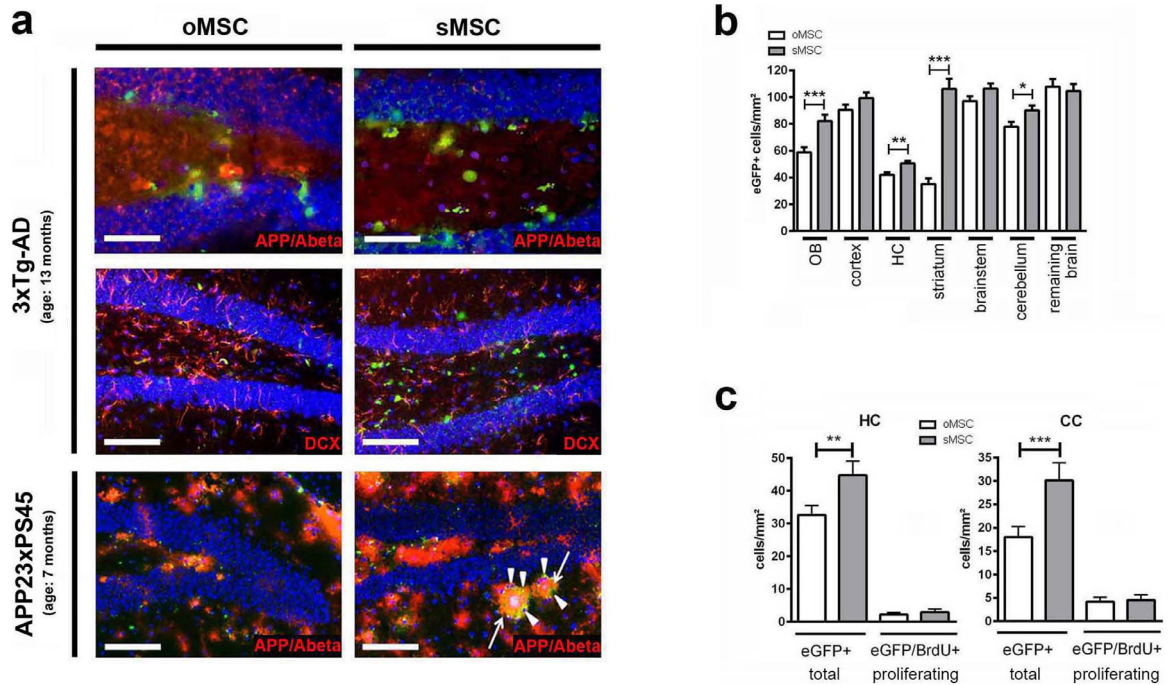 a
oMSC
sMSC
3xTg-AD
(age: 13 months)
APP/Abeta
APP/Abeta
DCX
DCX
APP23xPS45
(age: 7 months)
APP/Abeta
APP/Abeta
b
oMSC
sMSC
eGFP+ cells/mm²
120
100
80
60
40
20
0
***
**
***
*
OB
cortex
HC
striatum
brainstem
cerebellum
remaining
brain
c
HC
oMSC
sMSC
CC
cells/mm²
50
40
30
20
10
0
**
eGFP+
total
eGFP/BrdU+
proliferating
cells/mm²
35
30
25
20
15
10
5
0
***
eGFP+
total
eGFP/BrdU+
proliferating